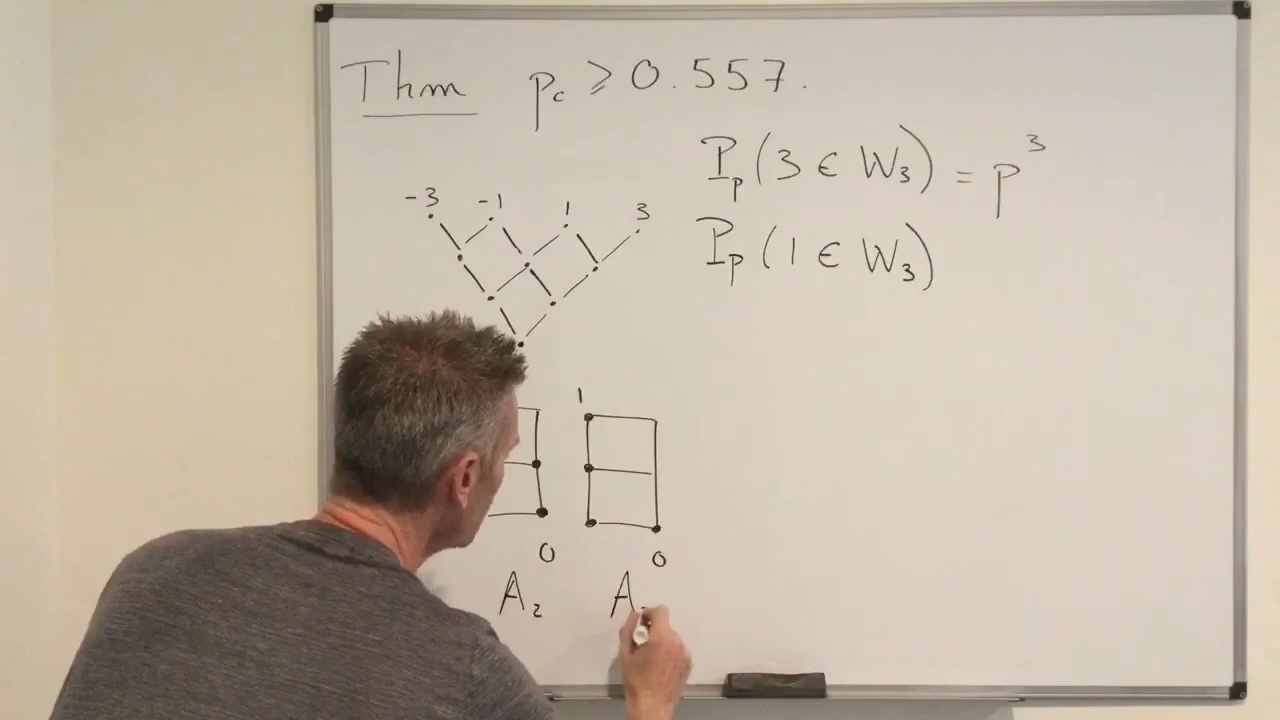 Thm p_c ⩾ 0.557.
ℙ_p(3 ∈ W_3) = p^3
-3 -1 1 3
ℙ_p(1 ∈ W_3)
1
0 0
A_2 A